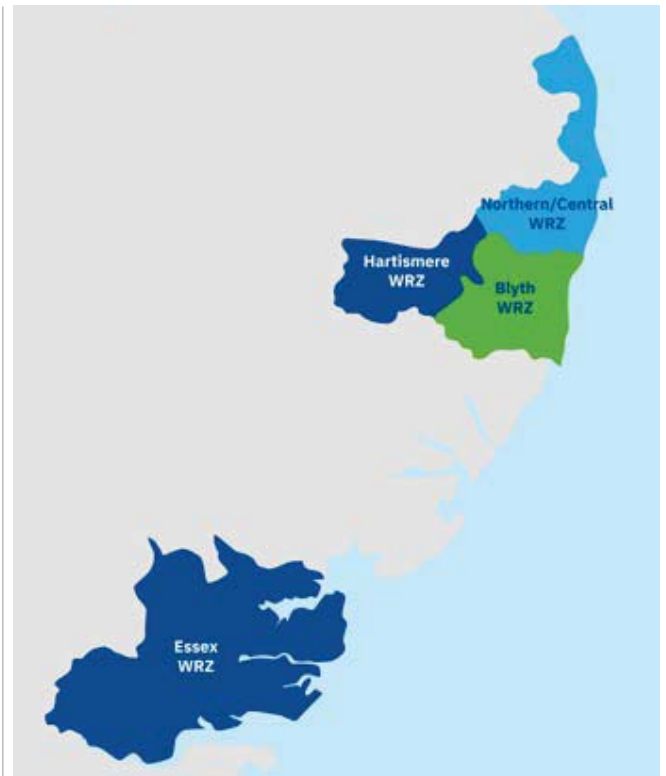 Northern/Central
WRZ
Hartismere
WRZ
Blyth
WRZ
Essex
WRZ